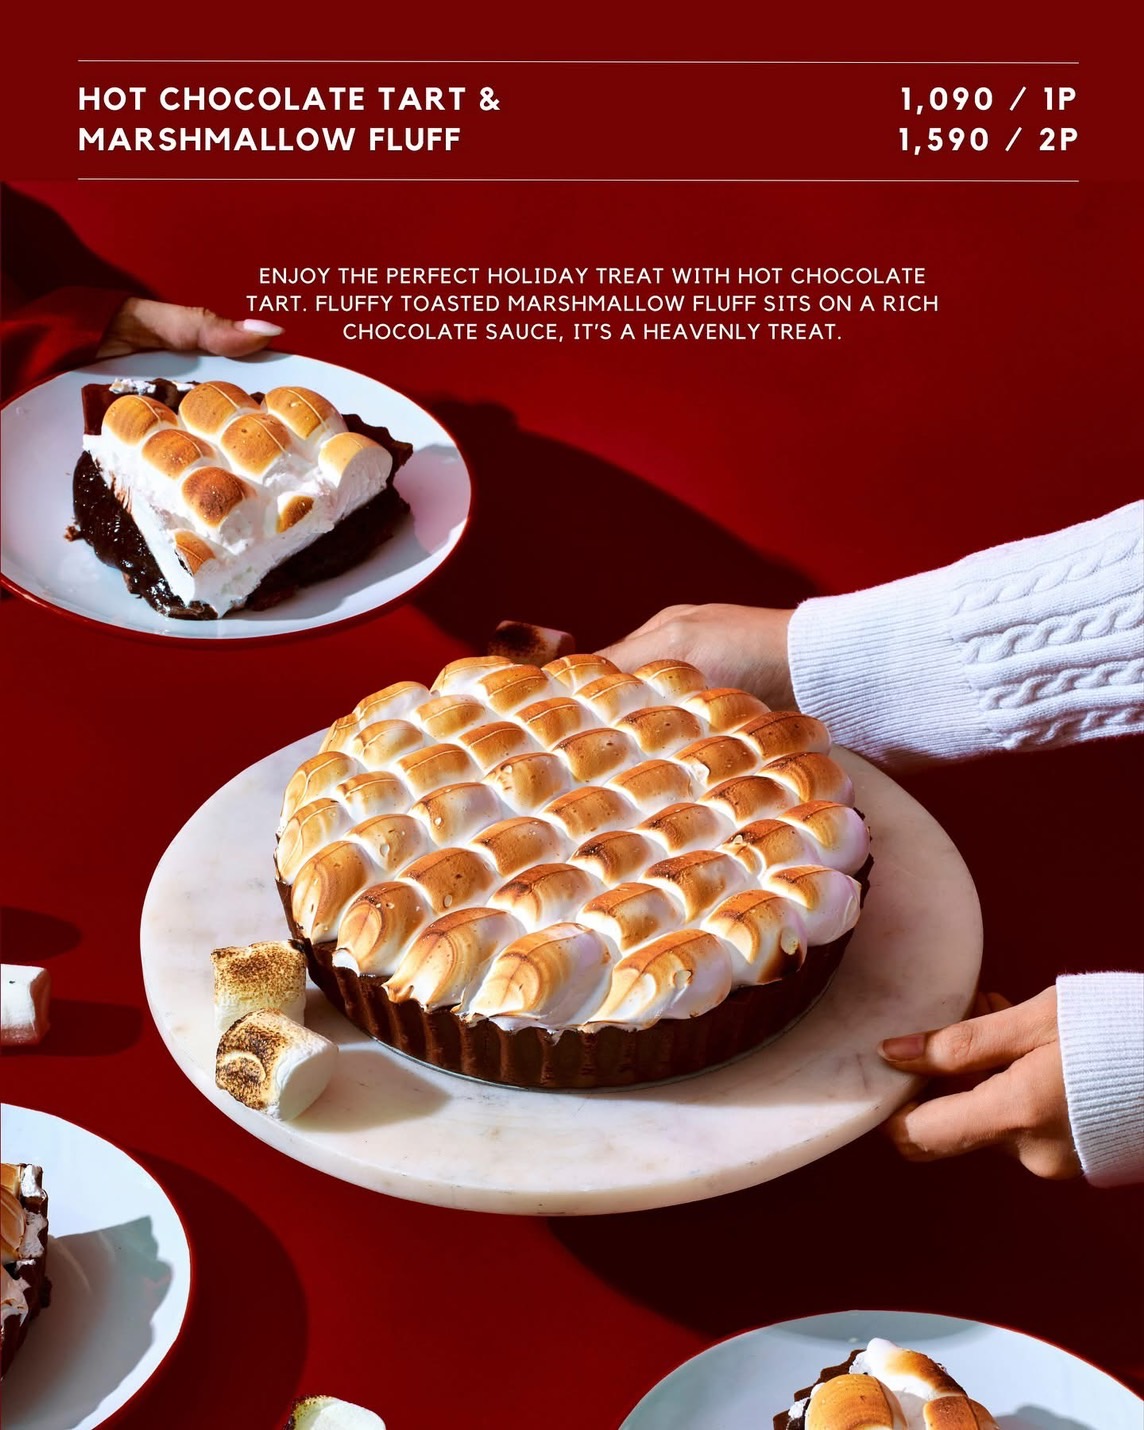 HOT CHOCOLATE TART &
MARSHMALLOW FLUFF
1,090 / 1P
1,590 / 2P
ENJOY THE PERFECT HOLIDAY TREAT WITH HOT CHOCOLATE
TART. FLUFFY TOASTED MARSHMALLOW FLUFF SITS ON A RICH
CHOCOLATE SAUCE, IT'S A HEAVENLY TREAT.